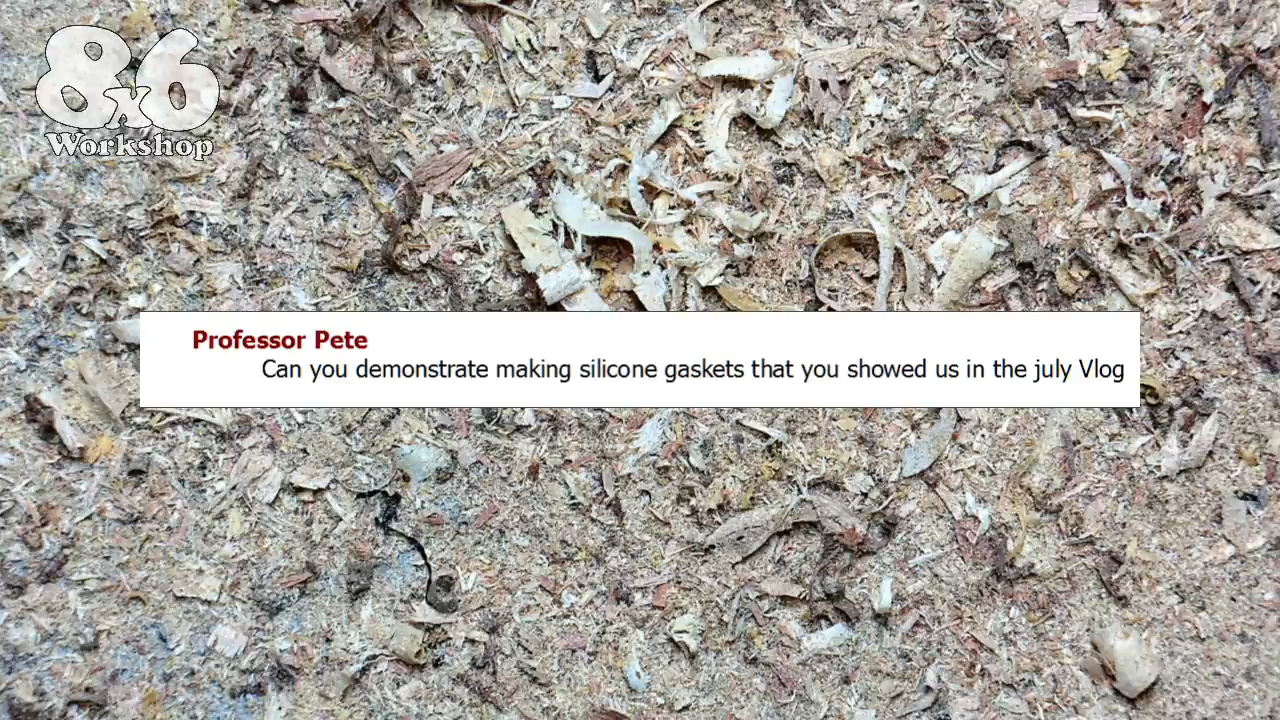 8x6
Workshop
Professor Pete
Can you demonstrate making silicone gaskets that you showed us in the july Vlog